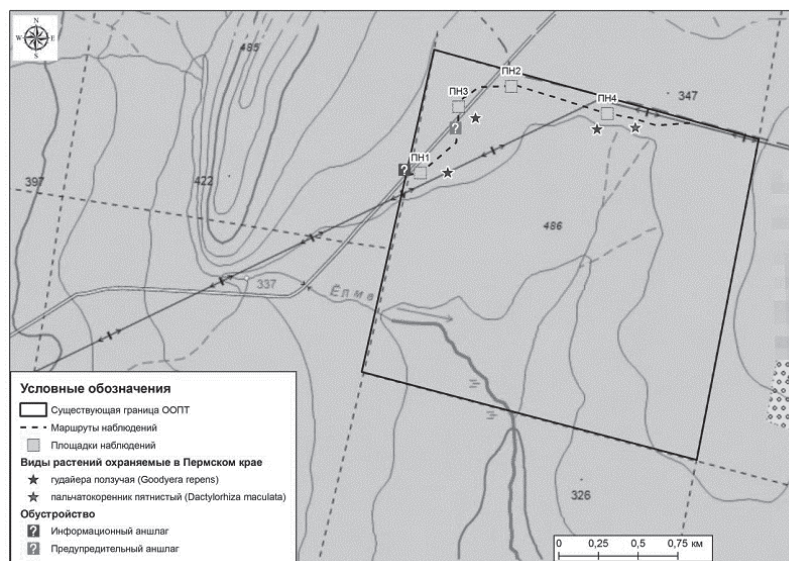 N
W E
S
485
ПН2
347
ПН3
ПН4
?
422
?
ПН1
397
486
337
Ёлма
326
Условные обозначения
Существующая граница ООПТ
Маршруты наблюдений
Площадки наблюдений
Виды растений охраняемые в Пермском крае
гудайера ползучая (Goodyera repens)
пальчатокоренник пятнистый (Dactylorhiza maculata)
Обустройство
? Информационный аншлаг
? Предупредительный аншлаг
0 0,25 0,5 0,75 км